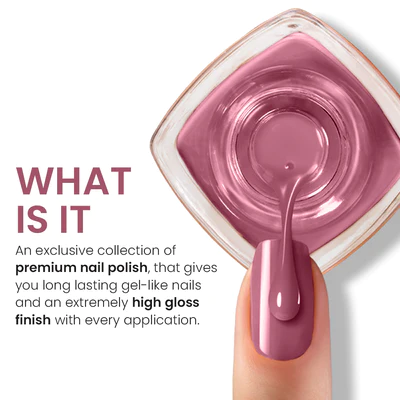 WHAT
IS IT
An exclusive collection of
premium nail polish, that gives
you long lasting gel-like nails
and an extremely high gloss
finish with every application.